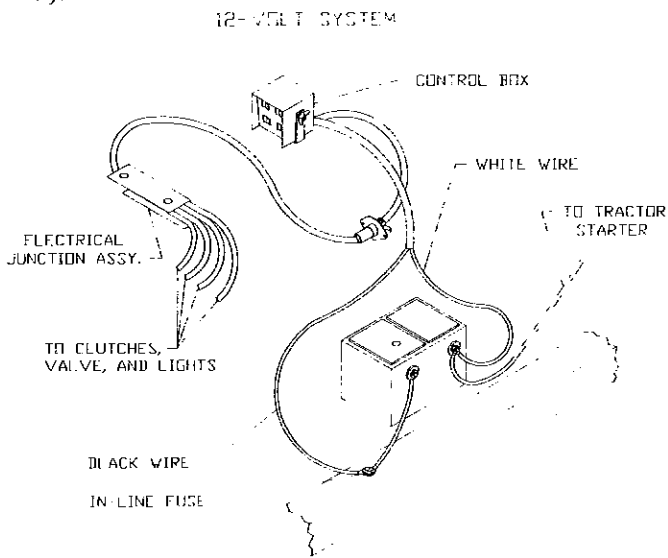 12-VOLT SYSTEM
CONTROL BOX
WHITE WIRE
TO TRACTOR
STARTER
ELECTRICAL
JUNCTION ASSY.
TO CLUTCHES,
VALVE, AND LIGHTS
BLACK WIRE
IN-LINE FUSE